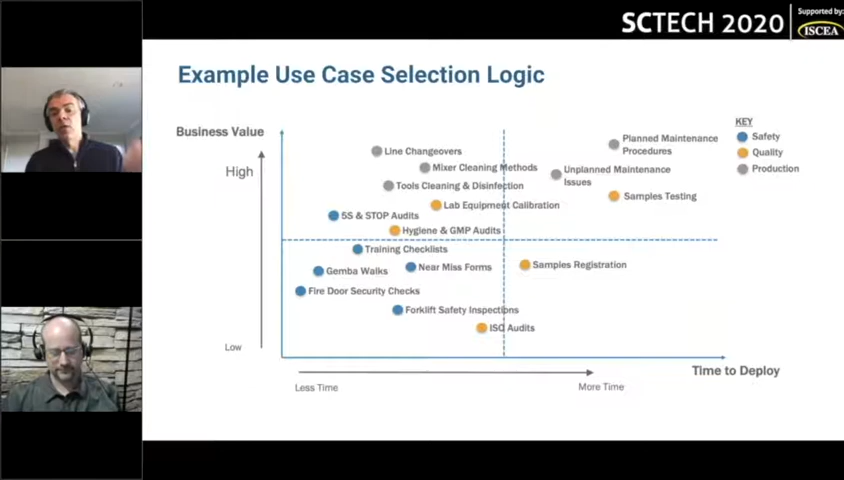 SCTECH 2020
Supported by:
ISCEA
Example Use Case Selection Logic
Business Value
High
Low
Line Changeovers
Mixer Cleaning Methods
Tools Cleaning & Disinfection
Lab Equipment Calibration
5S & STOP Audits
Hygiene & GMP Audits
Training Checklists
Gemba Walks
Near Miss Forms
Fire Door Security Checks
Forklift Safety Inspections
ISO Audits
Planned Maintenance
Procedures
Unplanned Maintenance
Issues
Samples Testing
Samples Registration
KEY
Safety
Quality
Production
Less Time
More Time
Time to Deploy